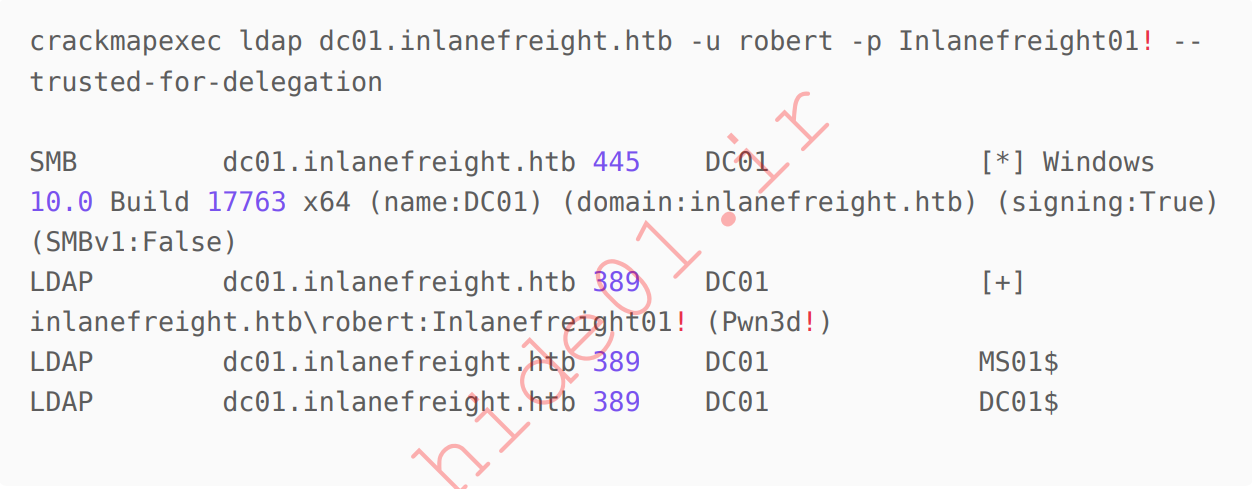 crackmapexec ldap dc01.inlanefreight.htb -u robert -p Inlanefreight01! --
trusted-for-delegation
SMB dc01.inlanefreight.htb 445 DC01 [*] Windows
10.0 Build 17763 x64 (name:DC01) (domain:inlanefreight.htb) (signing:True)
(SMBv1:False)
LDAP dc01.inlanefreight.htb 389 DC01 [+]
inlanefreight.htb\robert:Inlanefreight01! (Pwn3d!)
LDAP dc01.inlanefreight.htb 389 DC01 MS01$
LDAP dc01.inlanefreight.htb 389 DC01 DC01$
hide01.ir